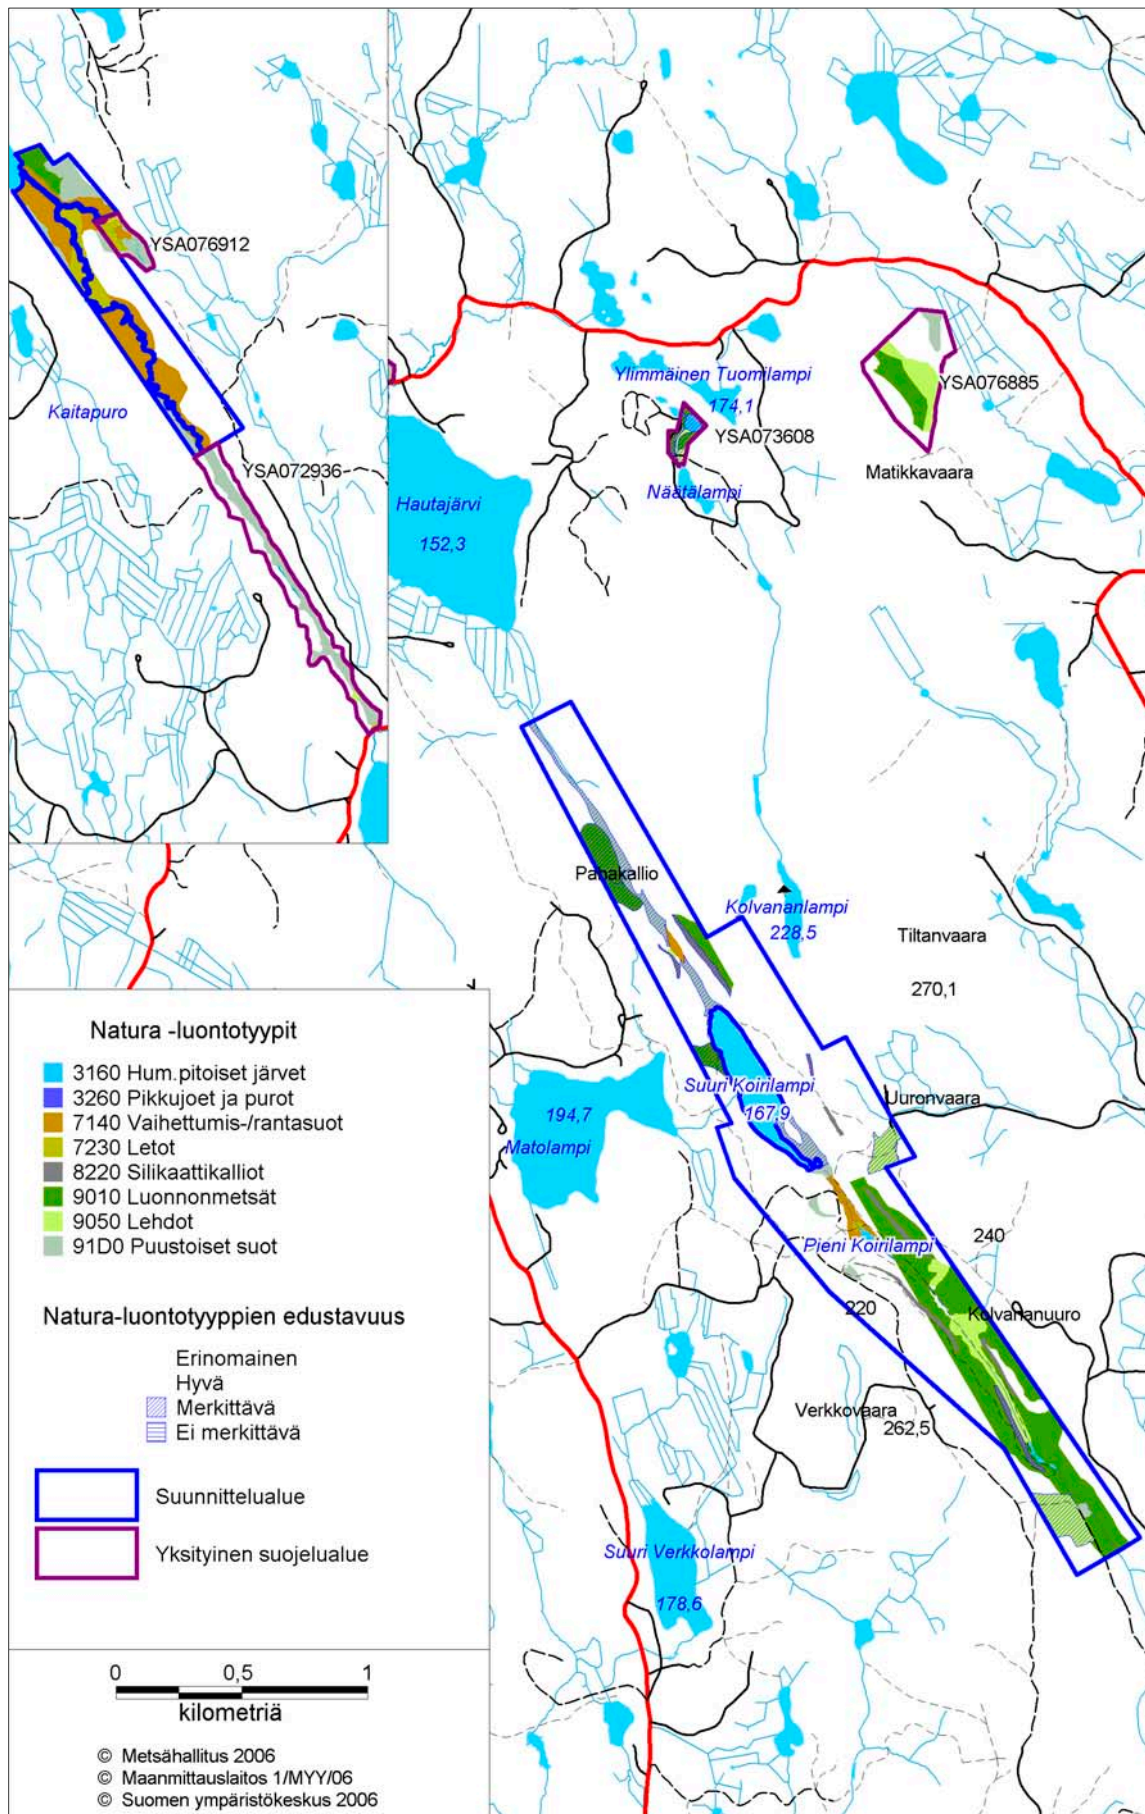 YSA076912
Kaitapuro
YSA072936
Ylimmäinen Tuomilampi
174,1
YSA076885
YSA073608
Matikkavaara
Näätälampi
Hautajärvi
152,3
Pahakallio
Kolvananlampi
228,5
Tiltanvaara
270,1
Suuri Koirilampi
167,9
Uuronvaara
194,7
Matolampi
240
Pieni Koirilampi
220
Kolvananuuro
Verkkovaara
262,5
Suuri Verkkolampi
178,6
Natura -luontotyypit
3160 Hum.pitoiset järvet
3260 Pikkujoet ja purot
7140 Vaihettumis-/rantasuot
7230 Letot
8220 Silikaattikalliot
9010 Luonnonmetsät
9050 Lehdot
91D0 Puustoiset suot
Natura-luontotyyppien edustavuus
Erinomainen
Hyvä
Merkittävä
Ei merkittävä
Suunnittelualue
Yksityinen suojelualue
0 0,5 1
kilometriä
© Metsähallitus 2006
© Maanmittauslaitos 1/MYY/06
© Suomen ympäristökeskus 2006